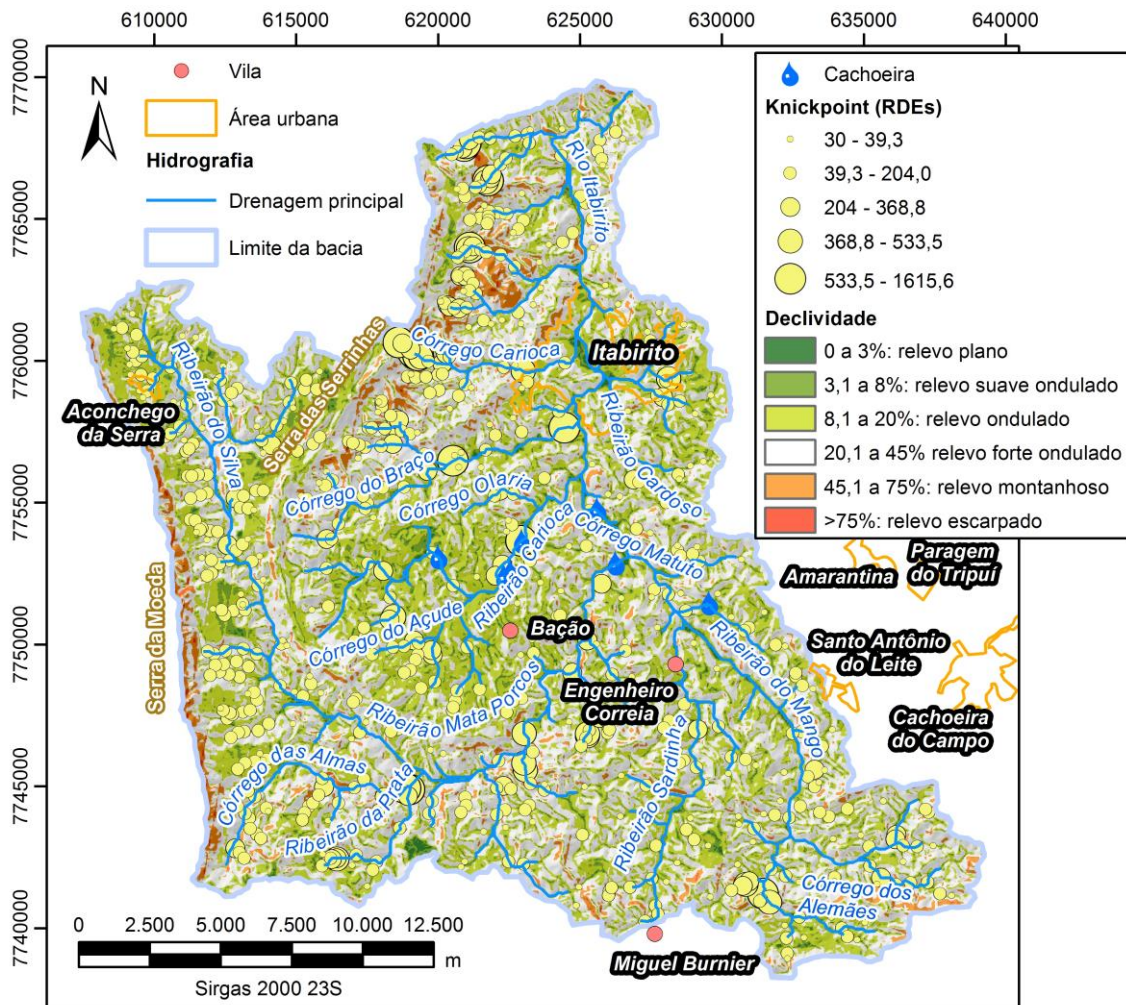 610000 615000 620000 625000 630000 635000 640000
7770000
7765000
7760000
7755000
7750000
7745000
7740000
N
Vila
Área urbana
Hidrografia
Drenagem principal
Limite da bacia
Cachoeira
Knickpoint (RDEs)
30 - 39,3
39,3 - 204,0
204 - 368,8
368,8 - 533,5
533,5 - 1615,6
Declividade
0 a 3%: relevo plano
3,1 a 8%: relevo suave ondulado
8,1 a 20%: relevo ondulado
20,1 a 45% relevo forte ondulado
45,1 a 75%: relevo montanhoso
>75%: relevo escarpado
Rio Itabirito
Córrego Carioca
Itabirito
Serra das Serrinhas
Ribeirão do Silva
Aconchego
da Serra
Ribeirão Cardoso
Córrego do Braço
Córrego Olaria
Ribeirão Carioca
Córrego Matuto
Amarantina
Paragem
do Tripuí
Serra da Moeda
Córrego do Açude
Bação
Ribeirão do Mango
Santo Antônio
do Leite
Engenheiro
Correia
Cachoeira
do Campo
Ribeirão Mata Porcos
Córrego das Almas
Ribeirão da Prata
Ribeirão Sardinha
Córrego dos
Alemães
Miguel Burnier
0 2.500 5.000 7.500 10.000 12.500
m
Sirgas 2000 23S